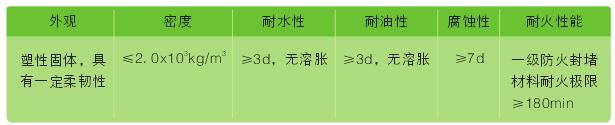 外观 密度 耐水性 耐油性 腐蚀性 耐火性能
塑性固体，具 ≤2.0x10³kg/m³ ≥3d，无溶胀 ≥3d，无溶胀 ≥7d 一级防火封堵
有一定柔韧性 材料耐火极限
≥180min